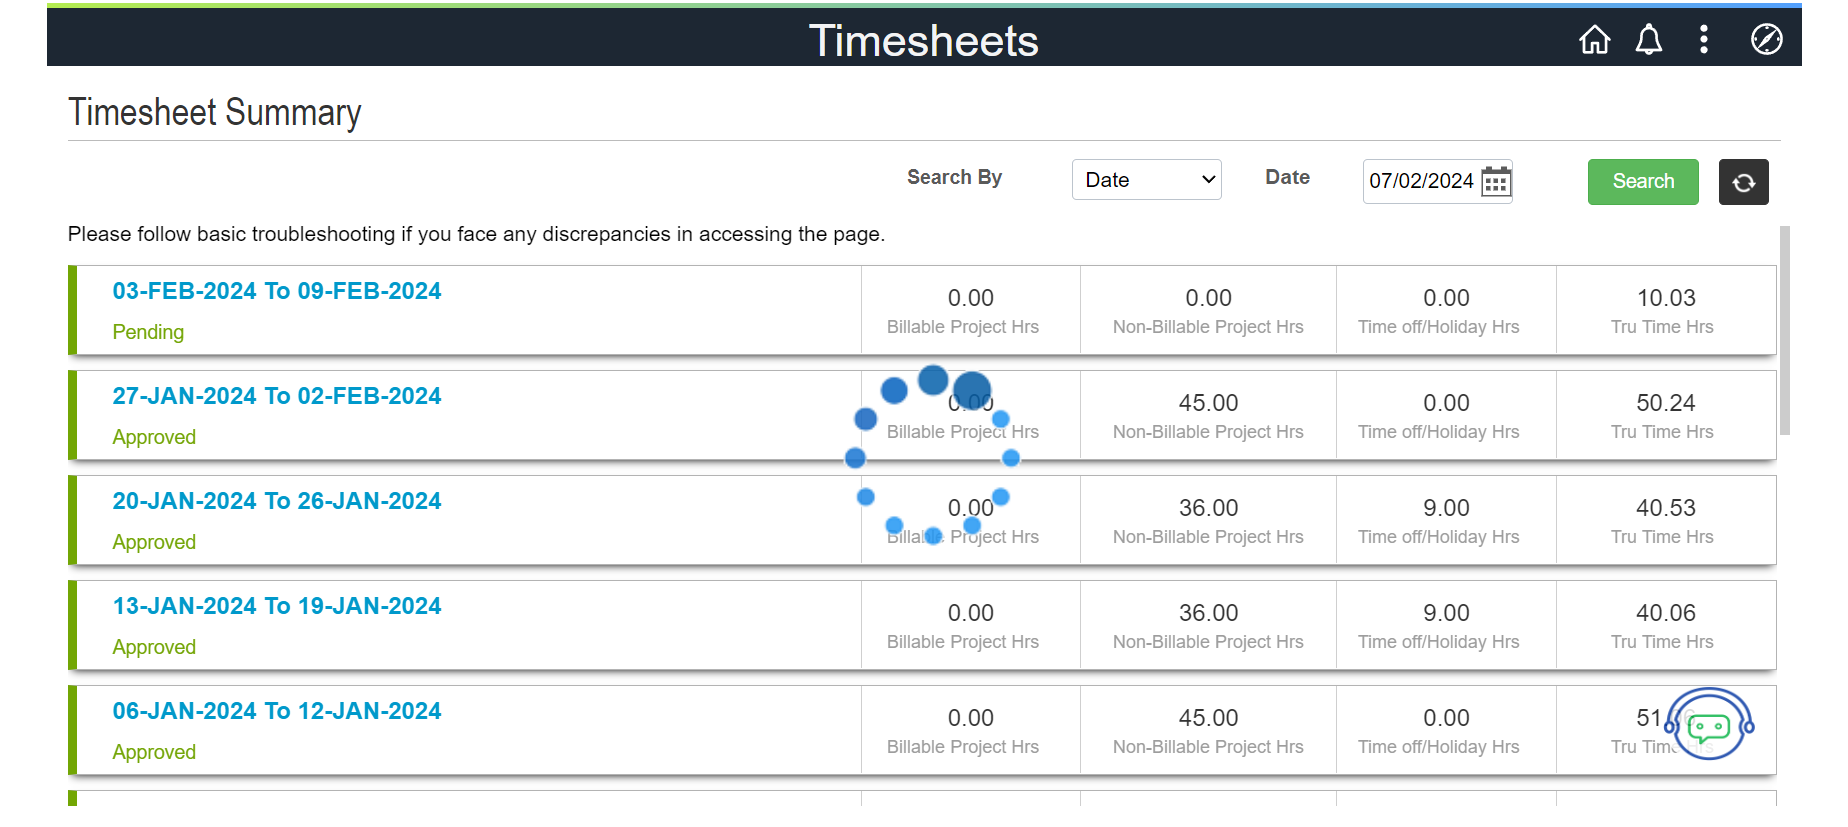 Timesheets
Timesheet Summary
Search By Date Date 07/02/2024 Search
Please follow basic troubleshooting if you face any discrepancies in accessing the page.
03-FEB-2024 To 09-FEB-2024
Pending
0.00 0.00 0.00 10.03
Billable Project Hrs Non-Billable Project Hrs Time off/Holiday Hrs Tru Time Hrs
27-JAN-2024 To 02-FEB-2024
Approved
0.00 45.00 0.00 50.24
Billable Project Hrs Non-Billable Project Hrs Time off/Holiday Hrs Tru Time Hrs
20-JAN-2024 To 26-JAN-2024
Approved
0.00 36.00 9.00 40.53
Billable Project Hrs Non-Billable Project Hrs Time off/Holiday Hrs Tru Time Hrs
13-JAN-2024 To 19-JAN-2024
Approved
0.00 36.00 9.00 40.06
Billable Project Hrs Non-Billable Project Hrs Time off/Holiday Hrs Tru Time Hrs
06-JAN-2024 To 12-JAN-2024
Approved
0.00 45.00 0.00
Billable Project Hrs Non-Billable Project Hrs Time off/Holiday Hrs Tru Time Hrs